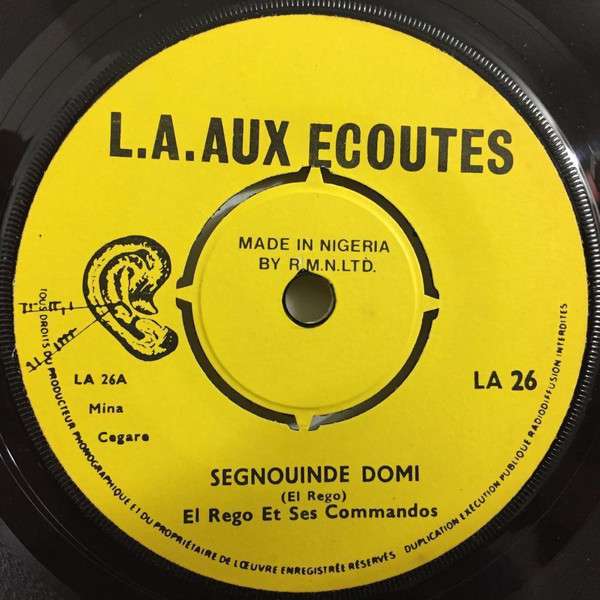 L.A.AUX ECOUTES
MADE IN NIGERIA
BY R.M.N.LTD.
LA 26A
Mina
Cegare
LA 26
SEGNOUINDE DOMI
(El Rego)
El Rego Et Ses Commandos
TOUS DROITS DU PRODUCTEUR PHONOGRAPHIQUE ET DU PROPRIÉTAIRE DE L'ŒUVRE ENREGISTRÉE RÉSERVÉS DUPLICATION EXÉCUTION PUBLIQUE RADIODIFFUSION INTERDITES